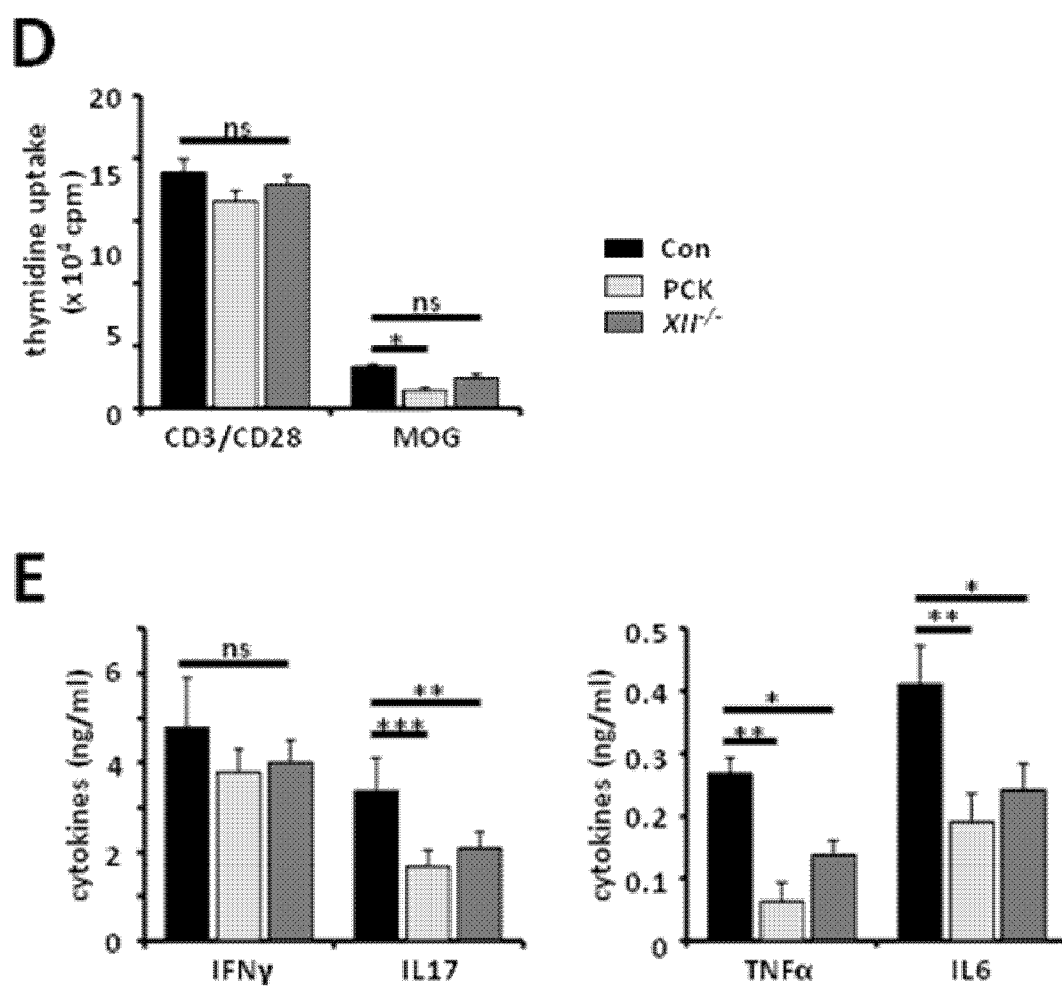 D
thymidine uptake
(x 10⁴ cpm)
20
15
10
5
0
ns
ns
*
CD3/CD28
MOG
Con
PCK
XII-/-
E
cytokines (ng/ml)
6
4
2
0
ns
**
***
IFNγ
IL17
cytokines (ng/ml)
0.5
0.4
0.3
0.2
0.1
0
*
**
*
**
TNFα
IL6